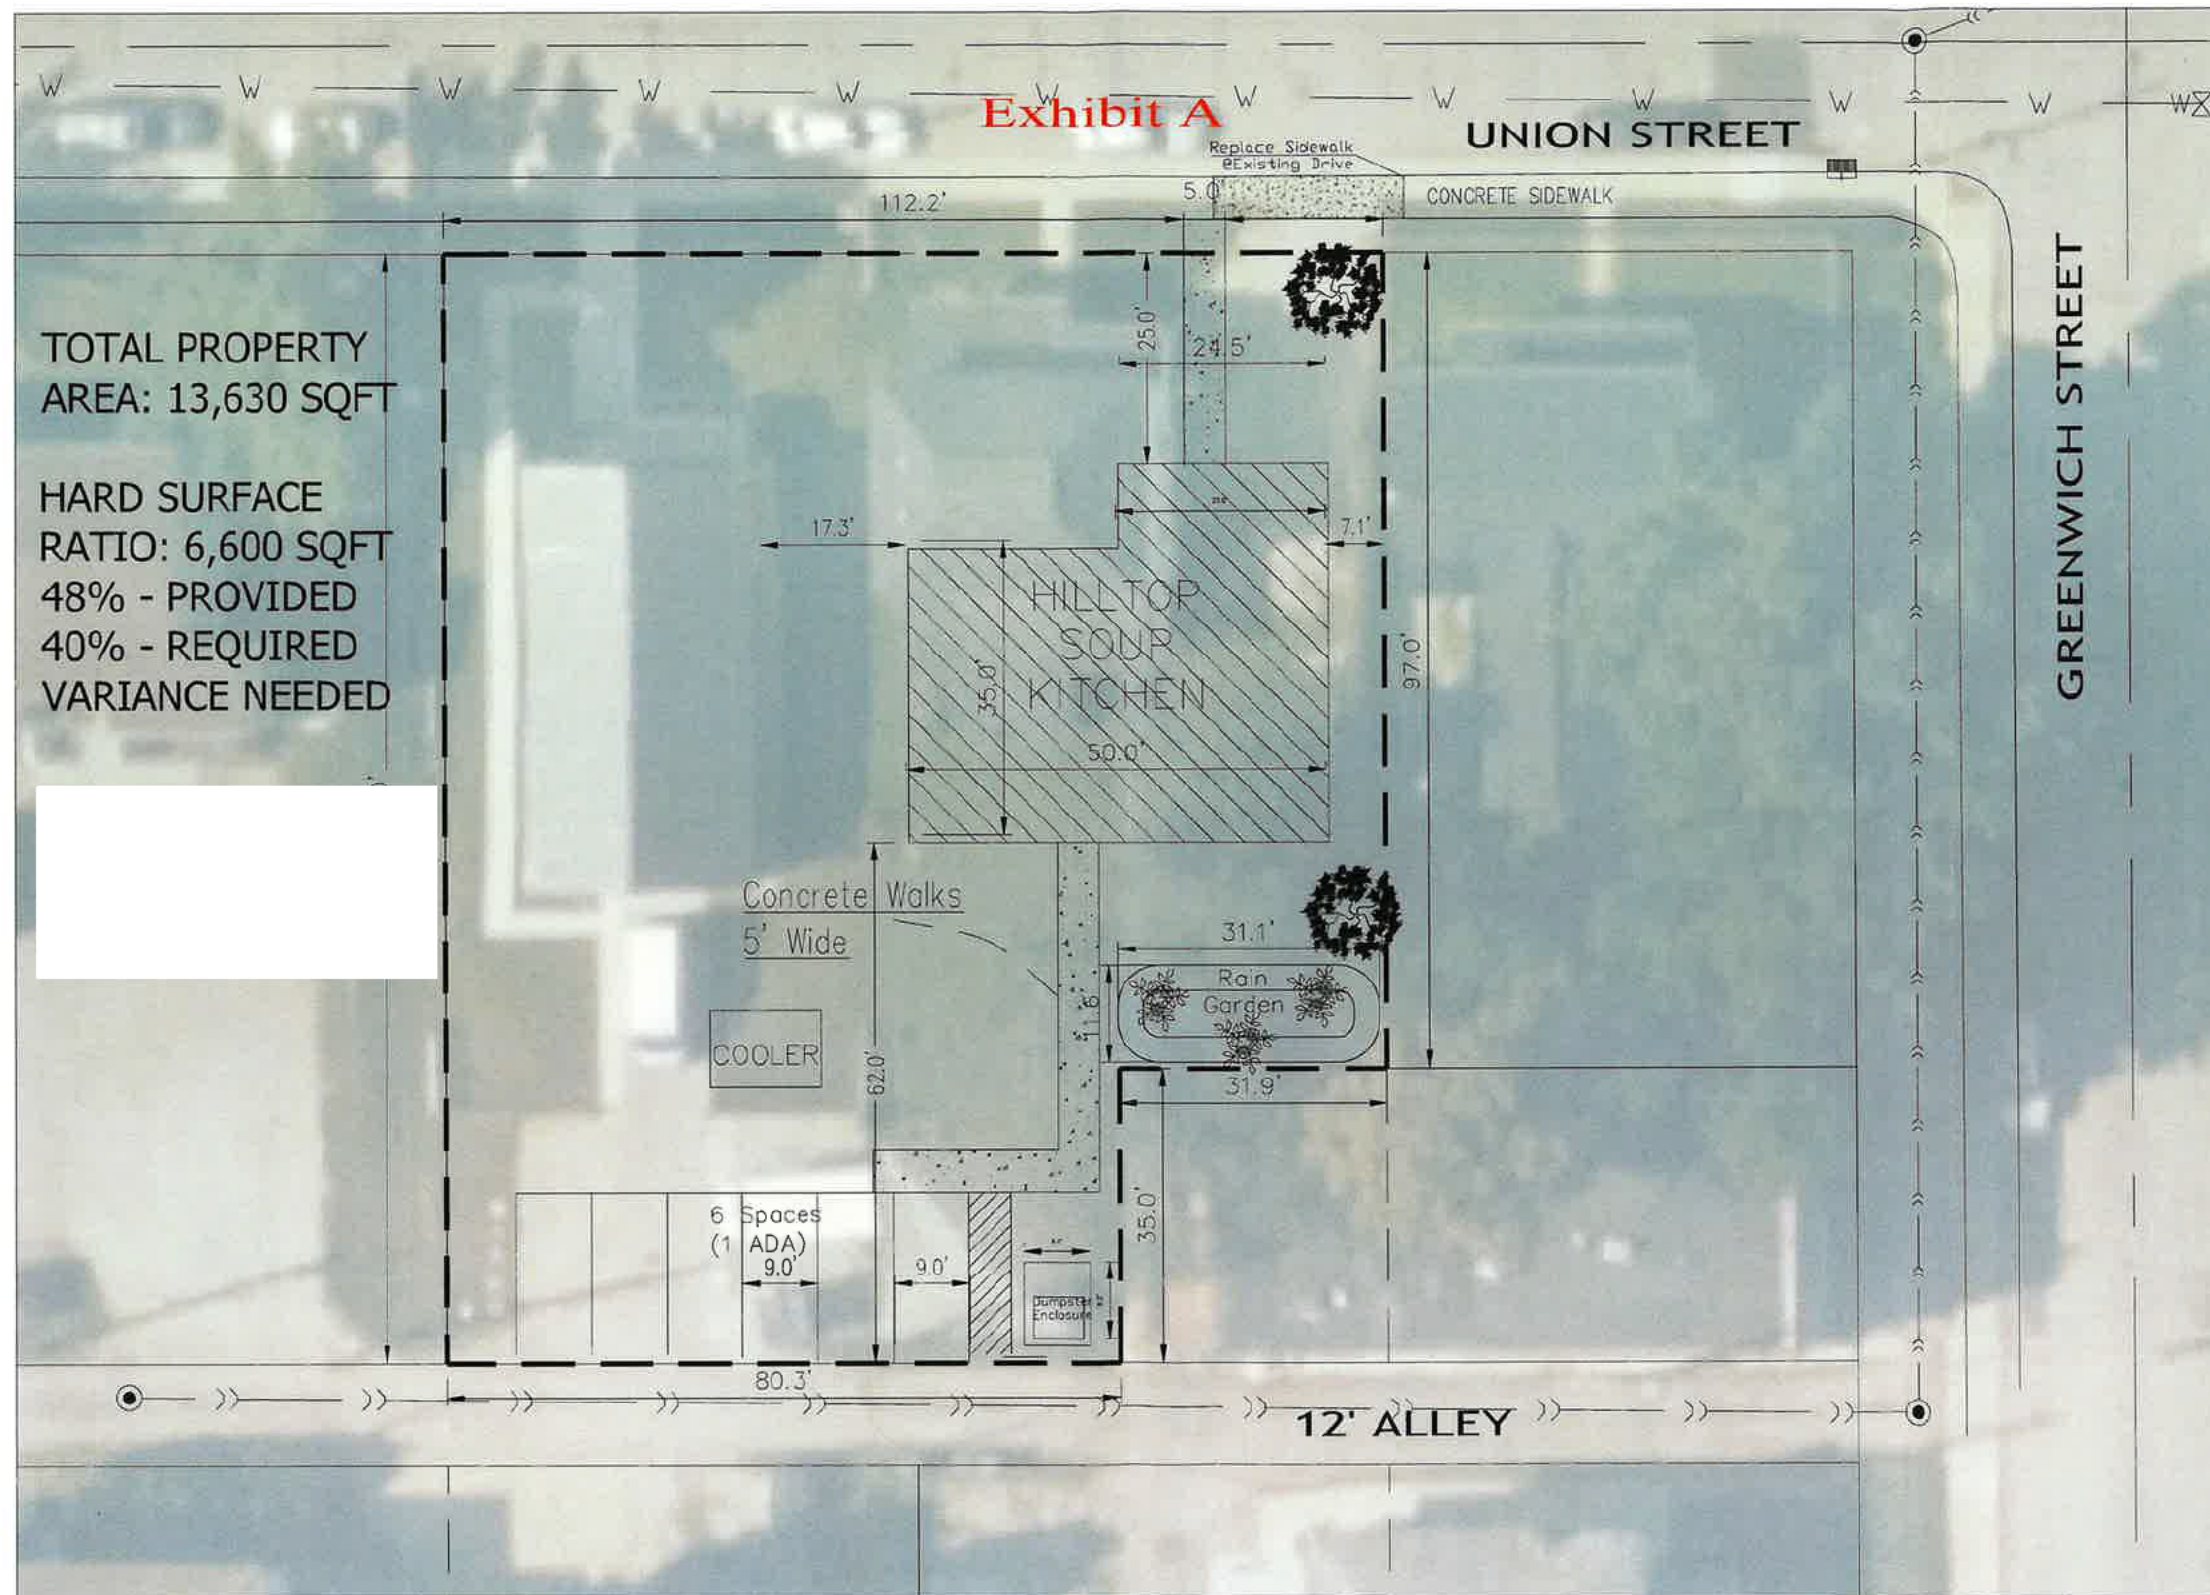 W W W W W W W W W W W
Exhibit A
UNION STREET
Replace Sidewalk
@Existing Drive
CONCRETE SIDEWALK
112.2'
5.0'
GREENWICH STREET
TOTAL PROPERTY
AREA: 13,630 SQFT
HARD SURFACE
RATIO: 6,600 SQFT
48% - PROVIDED
40% - REQUIRED
VARIANCE NEEDED
25.0'
24.5'
17.3'
7.1'
HILLTOP
SOUP
KITCHEN
35.0'
50.0'
97.0'
Concrete Walks
5' Wide
31.1'
Rain
Garden
11.6
COOLER
62.0'
31.9'
35.0'
6 Spaces
(1 ADA)
9.0'
9.0'
Dumpster
Enclosure
80.3'
12' ALLEY